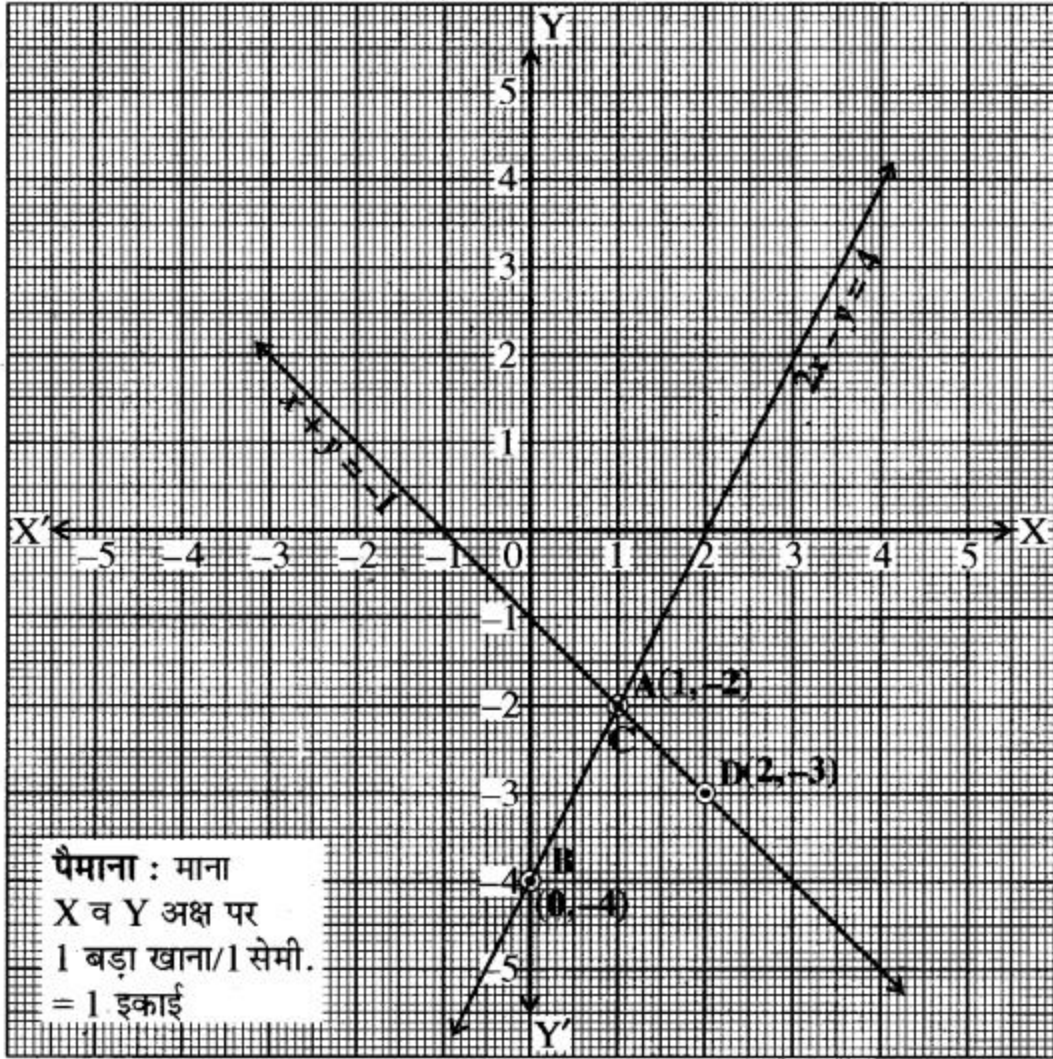 Y
5
4
3
2
1
X′ –5 –4 –3 –2 –1 0 1 2 3 4 5 X
–1
–2
–3
–4
–5
Y′
x + y = –1
2x – y = 4
A(1,–2)
C
D(2,–3)
B
(0,–4)
पैमाना : माना
X व Y अक्ष पर
1 बड़ा खाना/1 सेमी.
= 1 इकाई